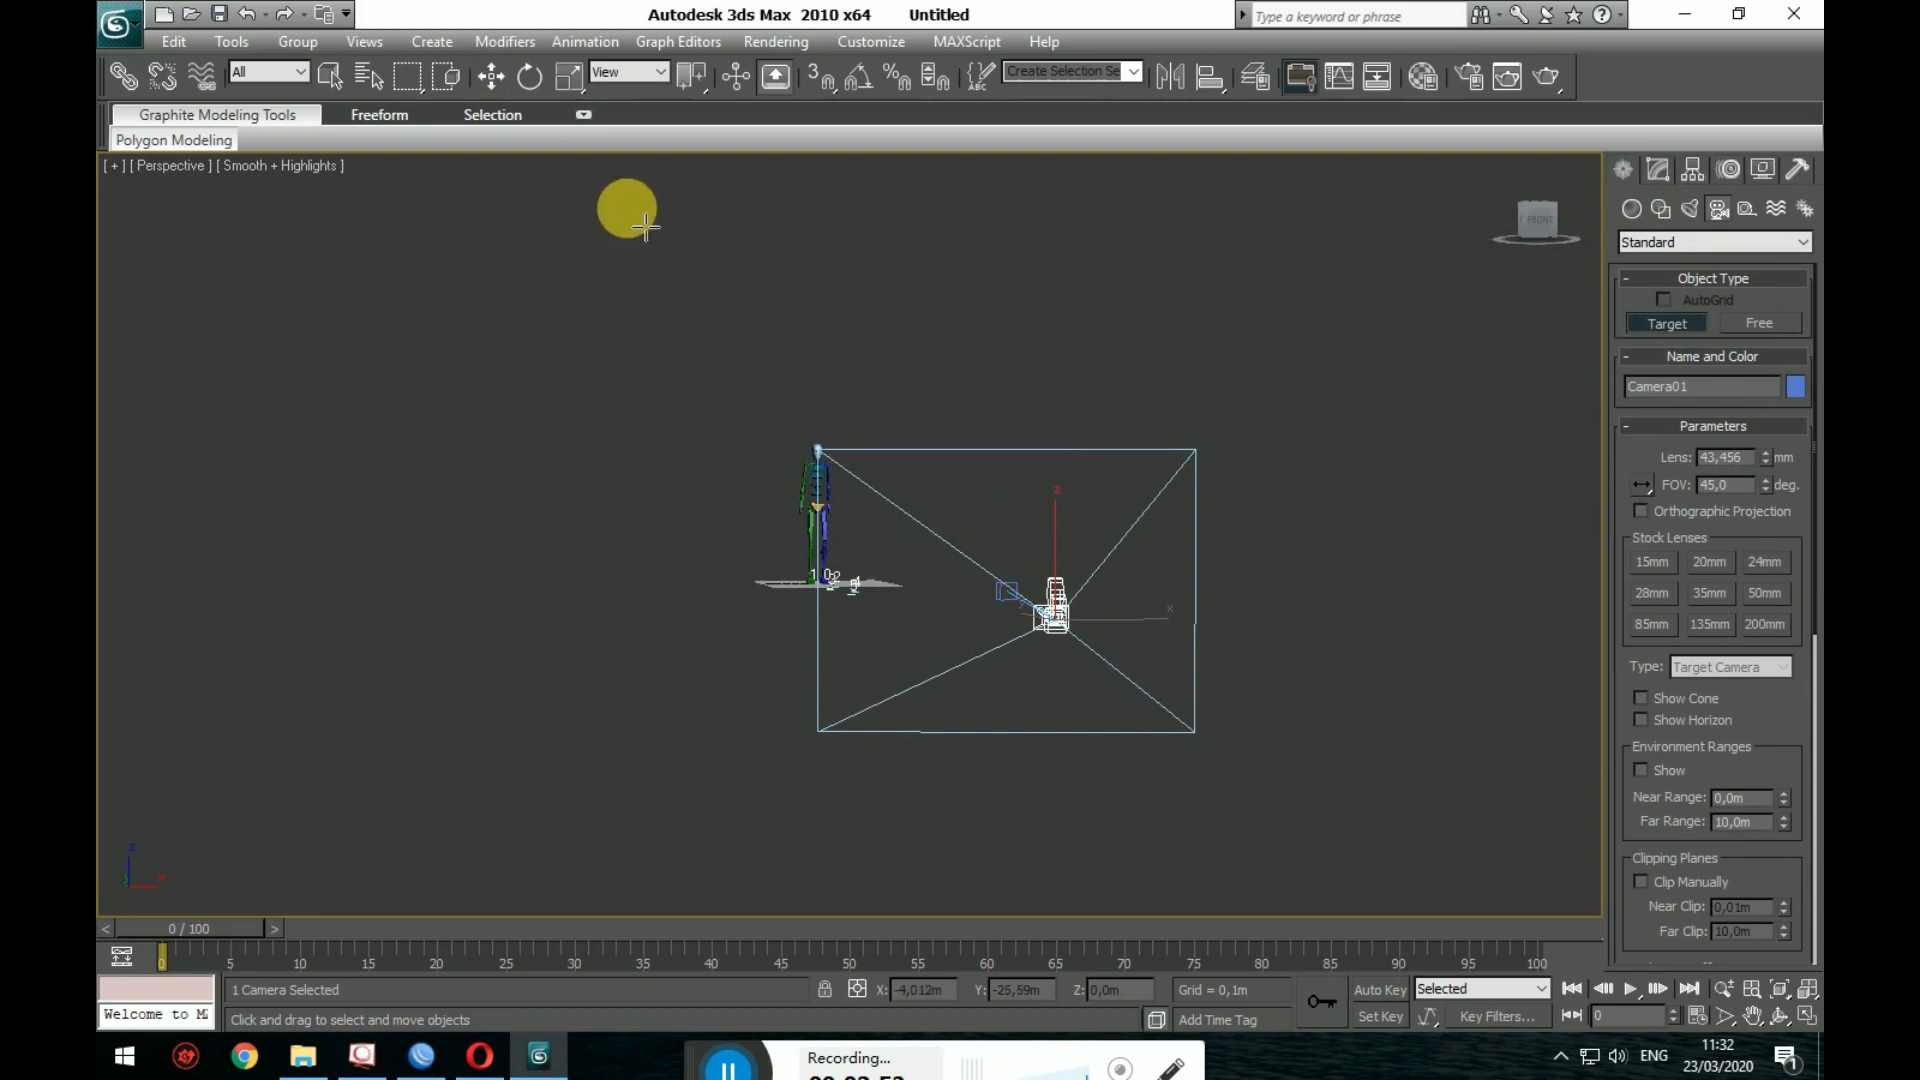 Autodesk 3ds Max 2010 x64 Untitled
Type a keyword or phrase
Edit Tools Group Views Create Modifiers Animation Graph Editors Rendering Customize MAXScript Help
All
View
Create Selection Se
Graphite Modeling Tools Freeform Selection
Polygon Modeling
[ + ] [ Perspective ] [ Smooth + Highlights ]
FRONT
Standard
- Object Type
AutoGrid
Target Free
- Name and Color
Camera01
- Parameters
Lens: 43,456 mm
FOV: 45,0 deg.
Orthographic Projection
Stock Lenses
15mm 20mm 24mm
28mm 35mm 50mm
85mm 135mm 200mm
Type: Target Camera
Show Cone
Show Horizon
Environment Ranges
Show
Near Range: 0,0m
Far Range: 10,0m
Clipping Planes
Clip Manually
Near Clip: 0,01m
Far Clip: 10,0m
z
x
z
x
< 0 / 100 >
0 5 10 15 20 25 30 35 40 45 50 55 60 65 70 75 80 85 90 95 100
1 Camera Selected X: -4,012m Y: -25,59m Z: 0,0m Grid = 0,1m Auto Key Selected
Welcome to M Click and drag to select and move objects Add Time Tag Set Key Key Filters... 0
Recording...
ENG
11:32
23/03/2020
1